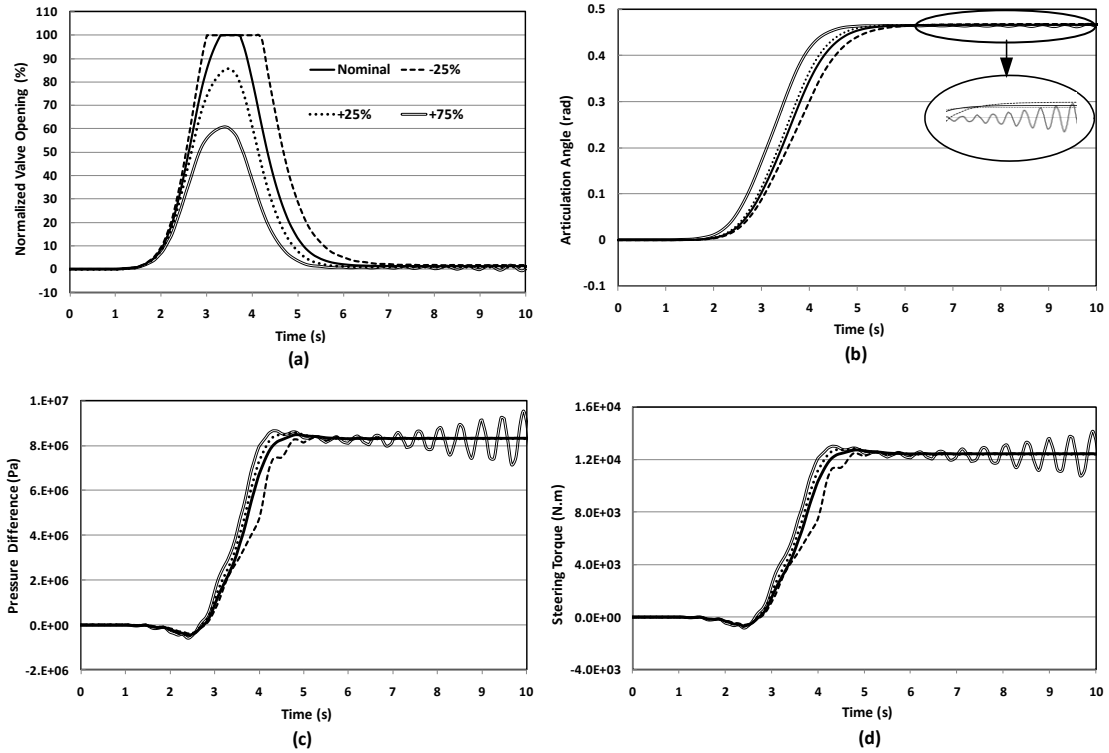 110
100
90
80
70
60
50
40
30
20
10
0
-10
Normalized Valve Opening (%)
Nominal
-25%
+25%
+75%
0 1 2 3 4 5 6 7 8 9 10
Time (s)
(a)
0.5
0.4
0.3
0.2
0.1
0
-0.1
Articulation Angle (rad)
0 1 2 3 4 5 6 7 8 9 10
Time (s)
(b)
1.E+07
8.E+06
6.E+06
4.E+06
2.E+06
0.E+00
-2.E+06
Pressure Difference (Pa)
0 1 2 3 4 5 6 7 8 9 10
Time (s)
(c)
1.6E+04
1.2E+04
8.0E+03
4.0E+03
0.0E+00
-4.0E+03
Steering Torque (N.m)
0 1 2 3 4 5 6 7 8 9 10
Time (s)
(d)